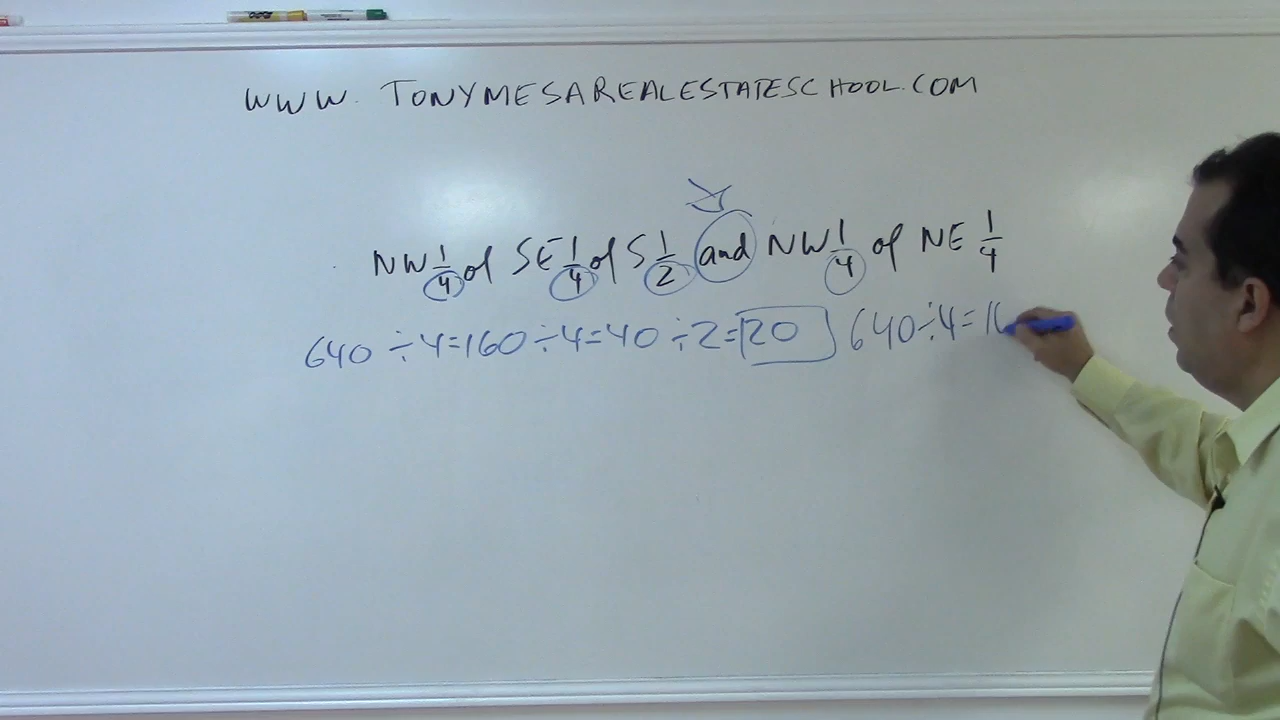 WWW. TONYMESAREALESTATESCHOOL.COM
NW 1/4 of SE 1/4 of S 1/2 and NW 1/4 of NE 1/4
640 ÷ 4 = 160 ÷ 4 = 40 ÷ 2 = 20 640 ÷ 4 = 16